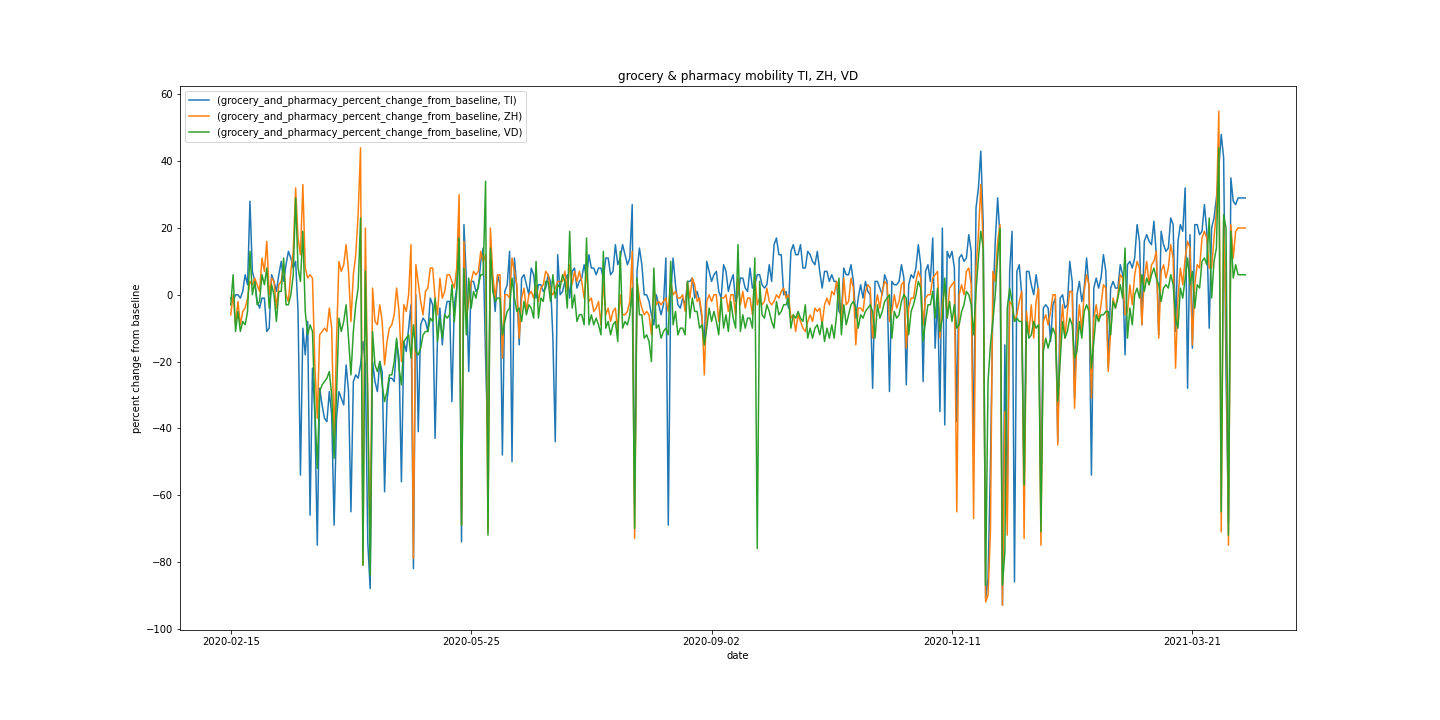 grocery & pharmacy mobility TI, ZH, VD
(grocery_and_pharmacy_percent_change_from_baseline, TI)
(grocery_and_pharmacy_percent_change_from_baseline, ZH)
(grocery_and_pharmacy_percent_change_from_baseline, VD)
percent change from baseline
60
40
20
0
−20
−40
−60
−80
−100
2020-02-15 2020-05-25 2020-09-02 2020-12-11 2021-03-21
date